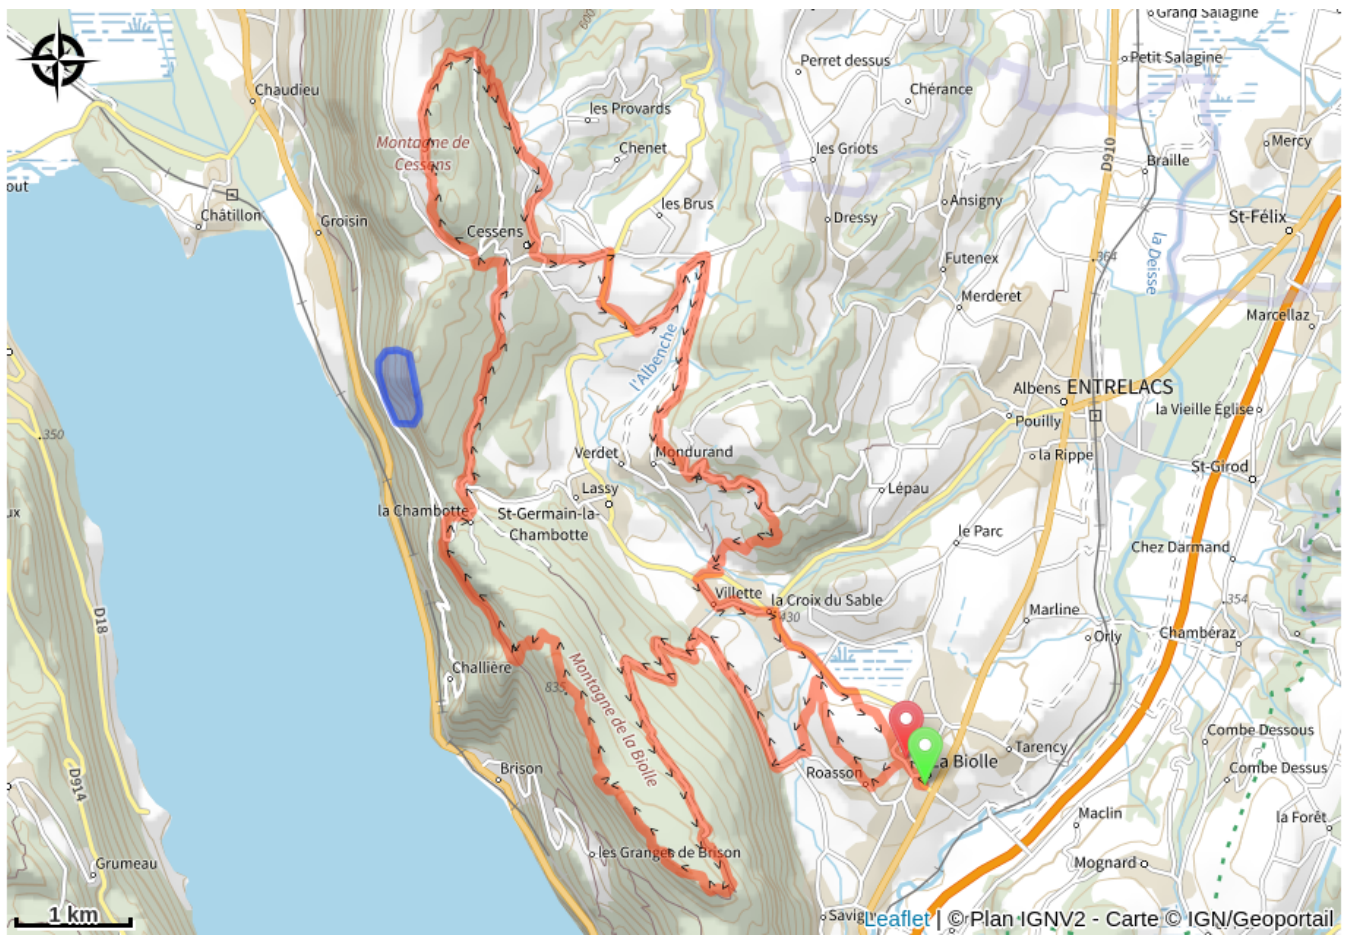 600
Grand Salagine
Petit Salagine
Perret dessus
Chaudieu
Chérance
les Provards
D910
Mercy
Montagne de
Cessens
Chenet
les Griots
Braille
out
Châtillon
Groisin
les Brus
Ansigny
Dressy
St-Félix
Cessens
la Deisse
Futenex
364
Merderet
Marcellaz
l'Albenche
Albens
ENTRELACS
la Vieille Église
Pouilly
350
Verdet
Mondurand
la Rippe
St-Girod
Lassy
Lépau
la Chambotte
St-Germain-la-
Chambotte
le Parc
Chez Darmand
Villette
la Croix du Sable
430
D18
Marline
354
Orly
Chambéraz
Challière
835
Montagne de la Biolle
Combe Dessous
Tarency
la Biolle
Brison
Roasson
Combe Dessus
D914
Maclin
la Forêt
les Granges de Brison
Grumeau
Mognard
1 km
Leaflet | © Plan IGNV2 - Carte © IGN/Geoportail